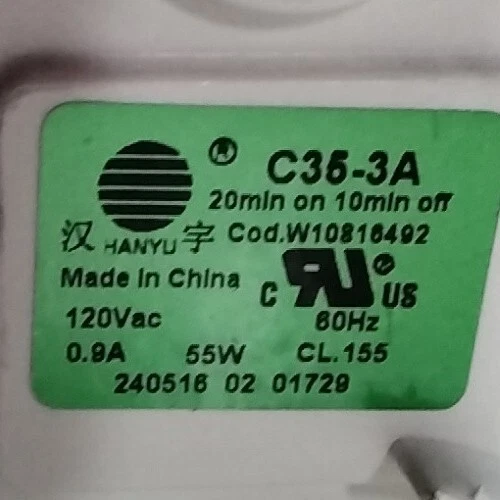 ® C35-3A
20min on 10min off
汉 HANYU 宇 Cod.W10816492
Made in China
C RU ® US
120Vac 60Hz
0.9A 55W CL.155
240516 02 01729